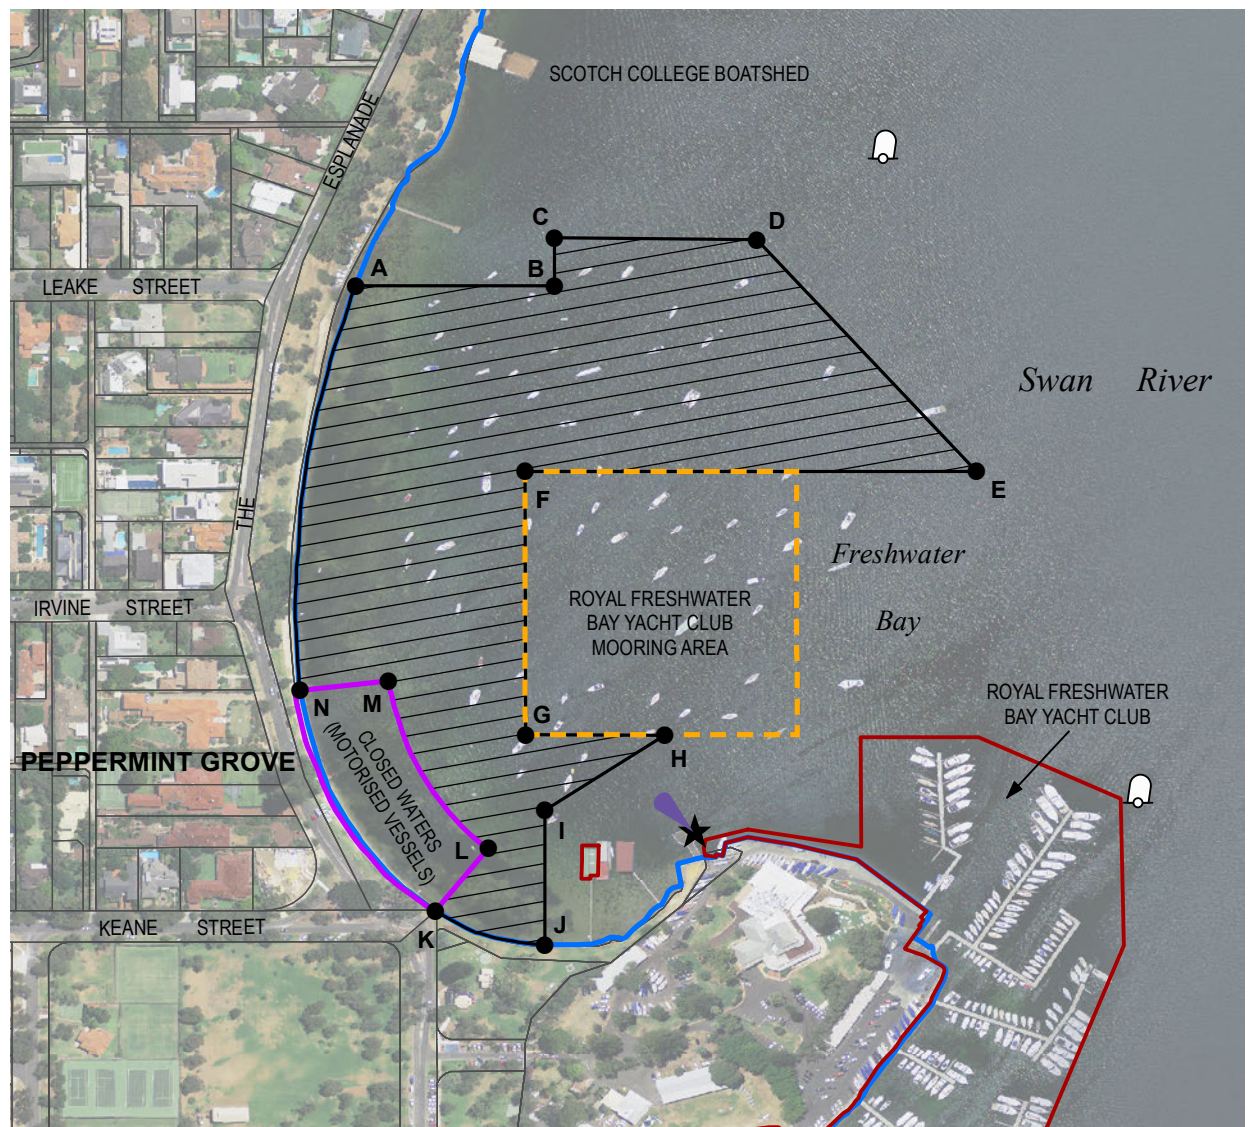 SCOTCH COLLEGE BOATSHED
ESPLANADE
C
D
A
B
LEAKE STREET
Swan River
F
E
THE
Freshwater
ROYAL FRESHWATER
BAY YACHT CLUB
MOORING AREA
IRVINE STREET
Bay
N
M
ROYAL FRESHWATER
BAY YACHT CLUB
G
H
PEPPERMINT GROVE
CLOSED WATERS
(MOTORISED VESSELS)
I
L
KEANE STREET
K
J